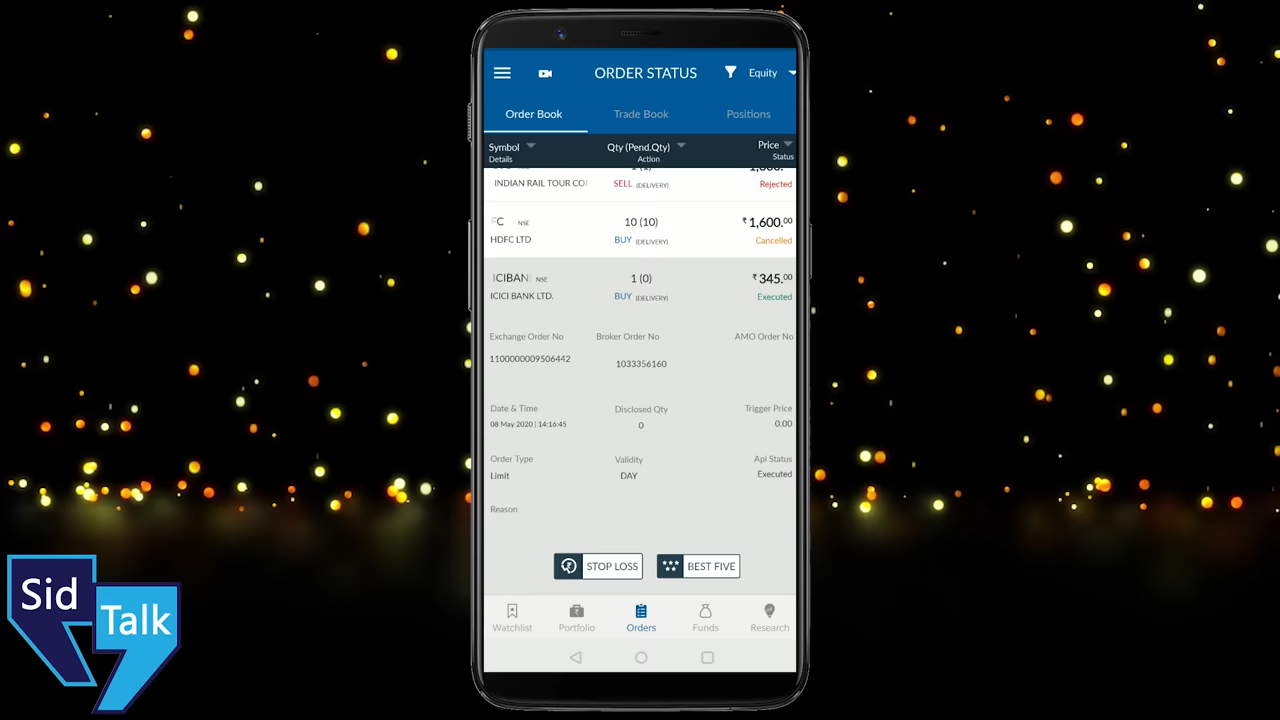 ORDER STATUS
Equity
Order Book
Trade Book
Positions
Symbol
Details
Qty (Pend.Qty)
Action
Price
Status
INDIAN RAIL TOUR COR
SELL (DELIVERY)
Rejected
FC NSE
10 (10)
₹1,600.00
HDFC LTD
BUY (DELIVERY)
Cancelled
ICIBAN NSE
1 (0)
₹345.00
ICICI BANK LTD.
BUY (DELIVERY)
Executed
Exchange Order No
Broker Order No
AMO Order No
1100000009506442
1033356160
Date & Time
Disclosed Qty
Trigger Price
08 May 2020 | 14:16:45
0
0.00
Order Type
Validity
Api Status
Limit
DAY
Executed
Reason
STOP LOSS
BEST FIVE
Watchlist
Portfolio
Orders
Funds
Research
Sid
Talk